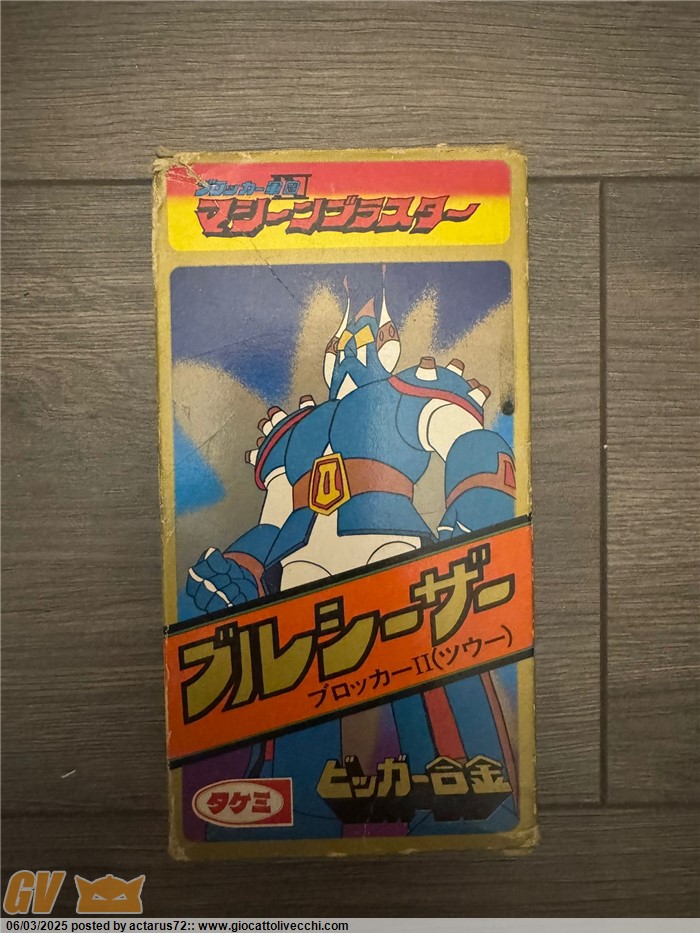 ブロッカー軍団Ⅳ
マシーンブラスター
II
ブルシーザー
ブロッカーII(ツウー)
タケミ
ビッガー合金
GV
06/03/2025 posted by actarus72:: www.giocattolivecchi.com